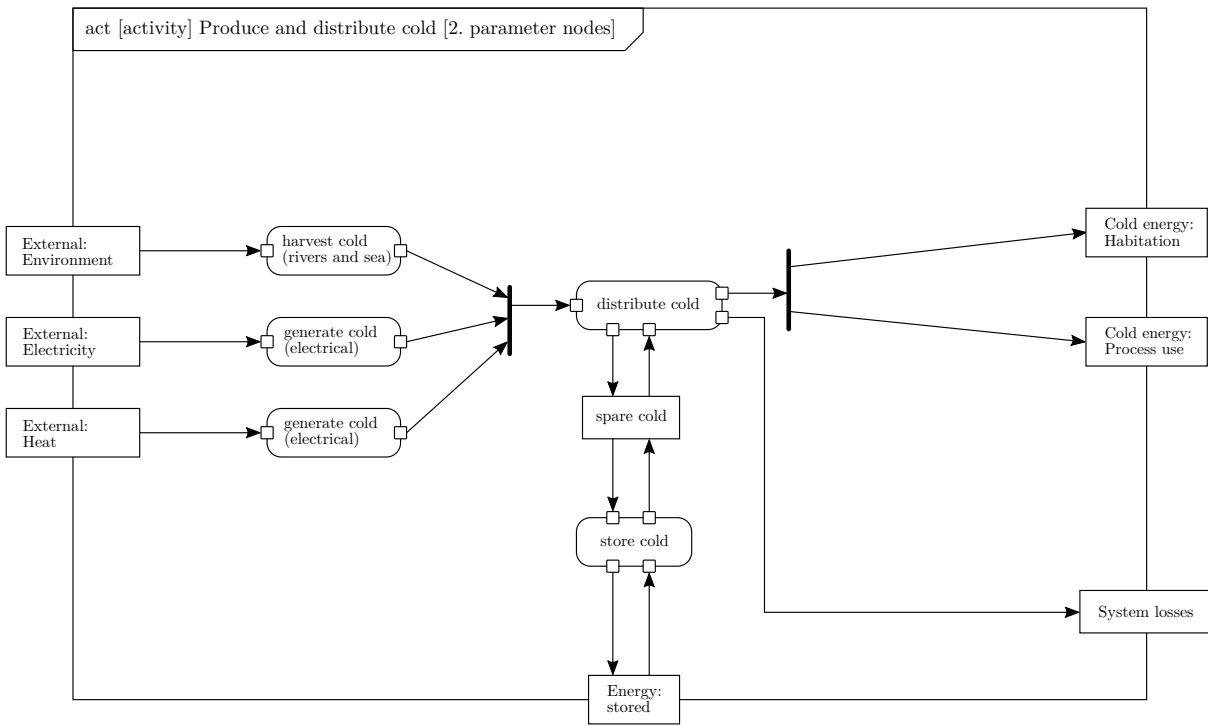 act [activity] Produce and distribute cold [2. parameter nodes]
External:
Environment
harvest cold
(rivers and sea)
Cold energy:
Habitation
distribute cold
External:
Electricity
generate cold
(electrical)
Cold energy:
Process use
spare cold
External:
Heat
generate cold
(electrical)
store cold
System losses
Energy:
stored